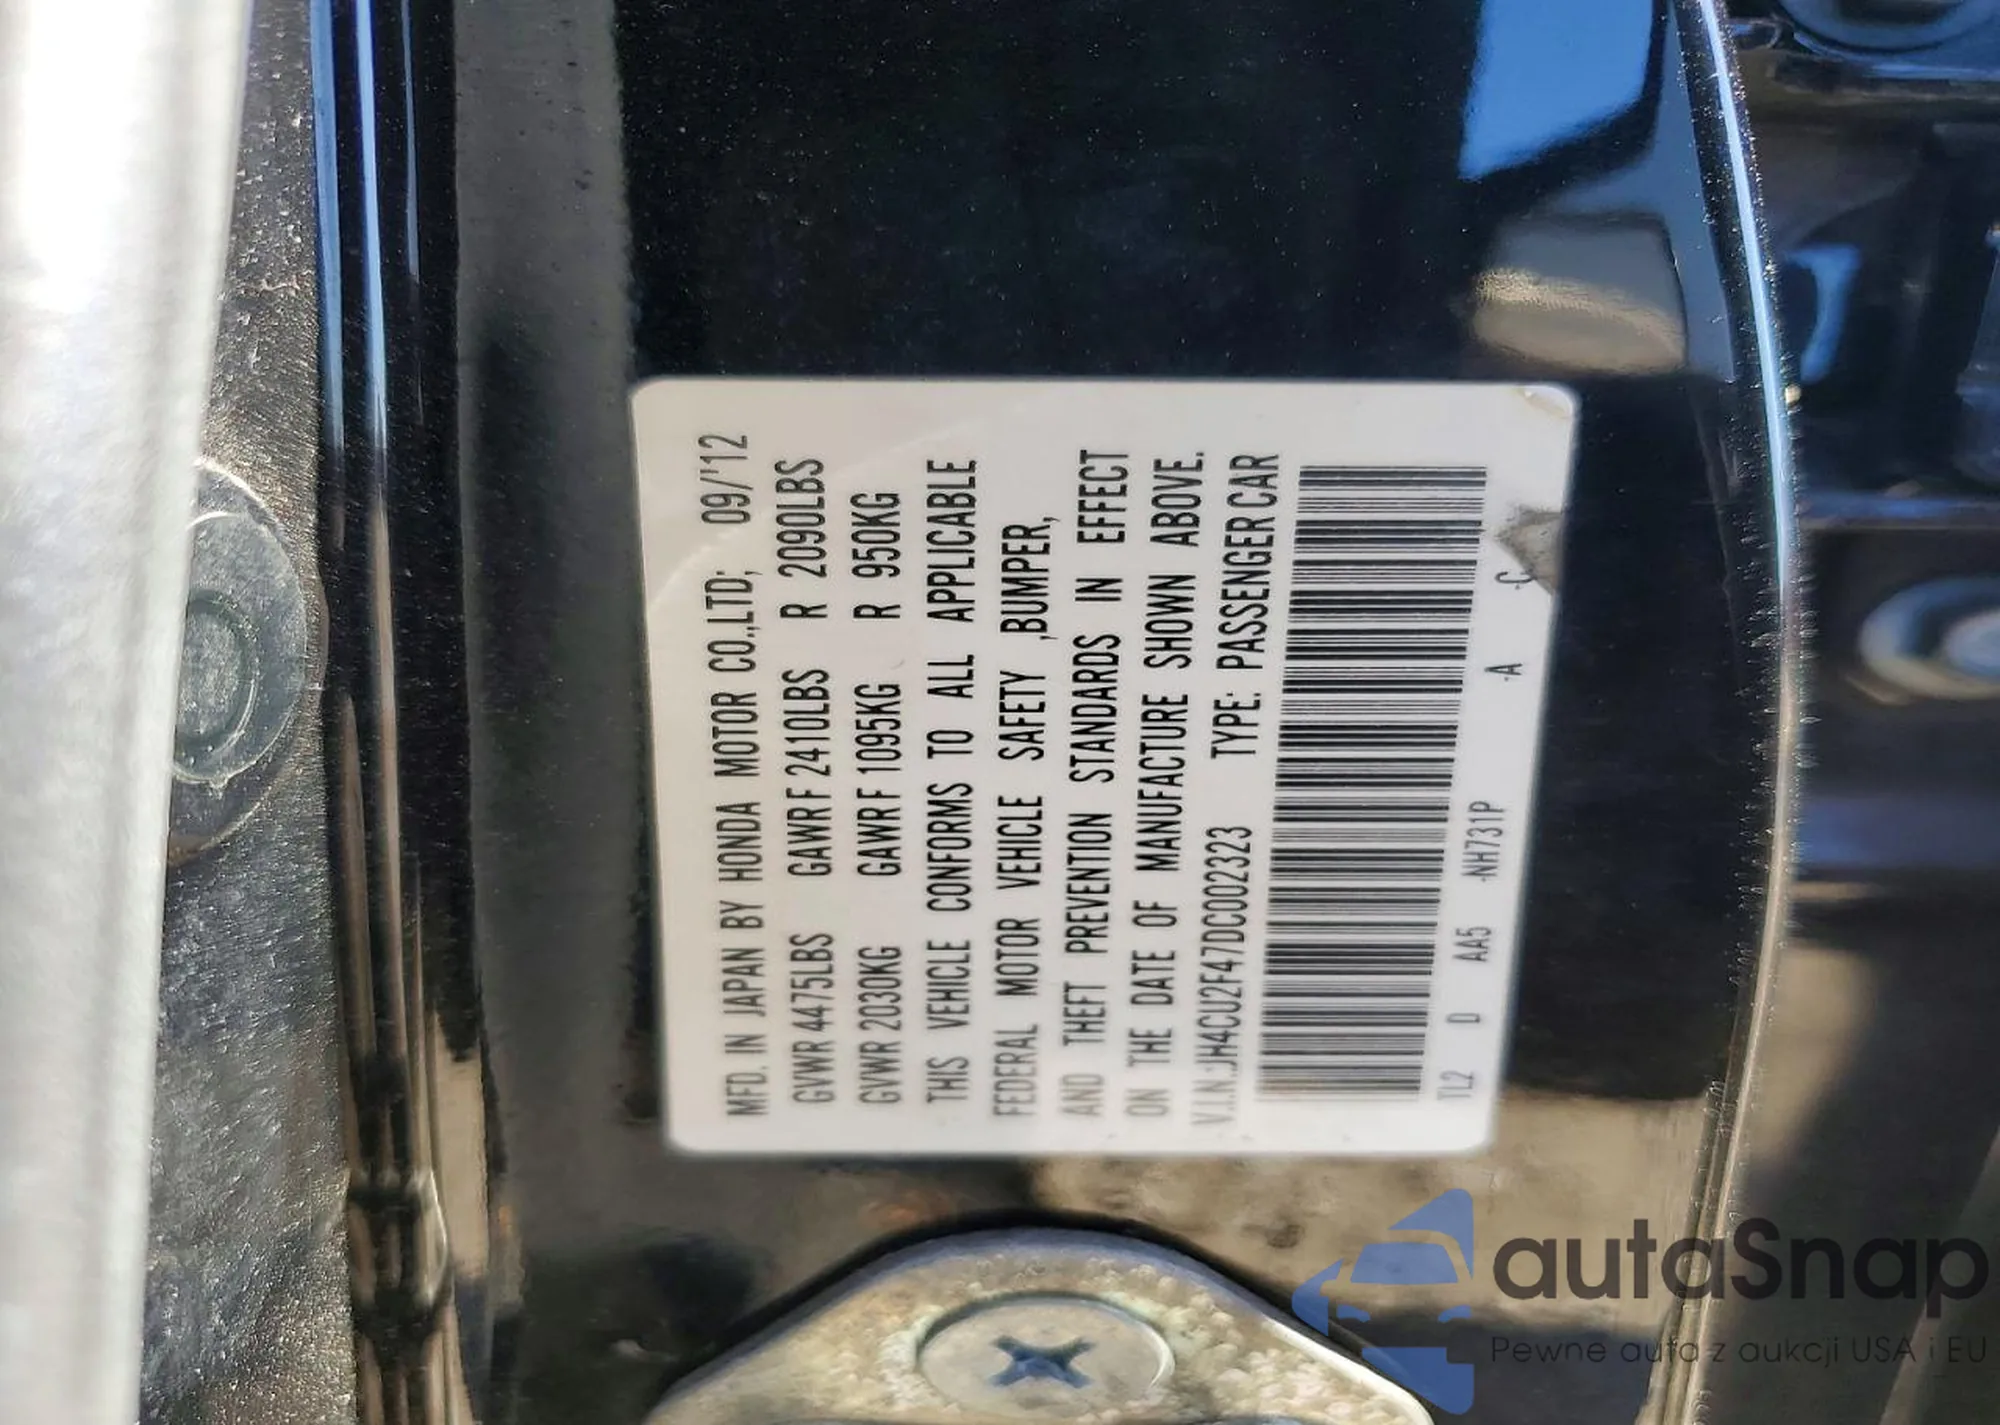 MFD. IN JAPAN BY HONDA MOTOR CO.,LTD; 09/'12
GVWR 4475LBS GAWR F 2410LBS R 2090LBS
GVWR 2030KG GAWR F 1095KG R 950KG
THIS VEHICLE CONFORMS TO ALL APPLICABLE
FEDERAL MOTOR VEHICLE SAFETY ,BUMPER,
AND THEFT PREVENTION STANDARDS IN EFFECT
ON THE DATE OF MANUFACTURE SHOWN ABOVE.
V.I.N.:JH4CU2F47DC002323 TYPE: PASSENGER CAR
TL2 D AA5 -NH731P -A -C
autaSnap
Pewne auta z aukcji USA i EU